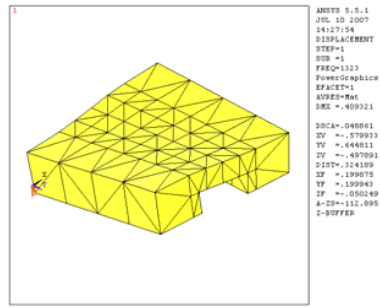 1
ANSYS 5.5.1
JUL 10 2007
14:27:54
DISPLACEMENT
STEP=1
SUB =1
FREQ=1323
PowerGraphics
EFACET=1
AVRES=Mat
DMX =.409321
DSCA=.048861
XV =-.579933
YV =.644811
ZV =-.497891
DIST=.324189
XF =.199875
YF =.199943
ZF =-.050249
A-ZS=-112.895
Z-BUFFER
X